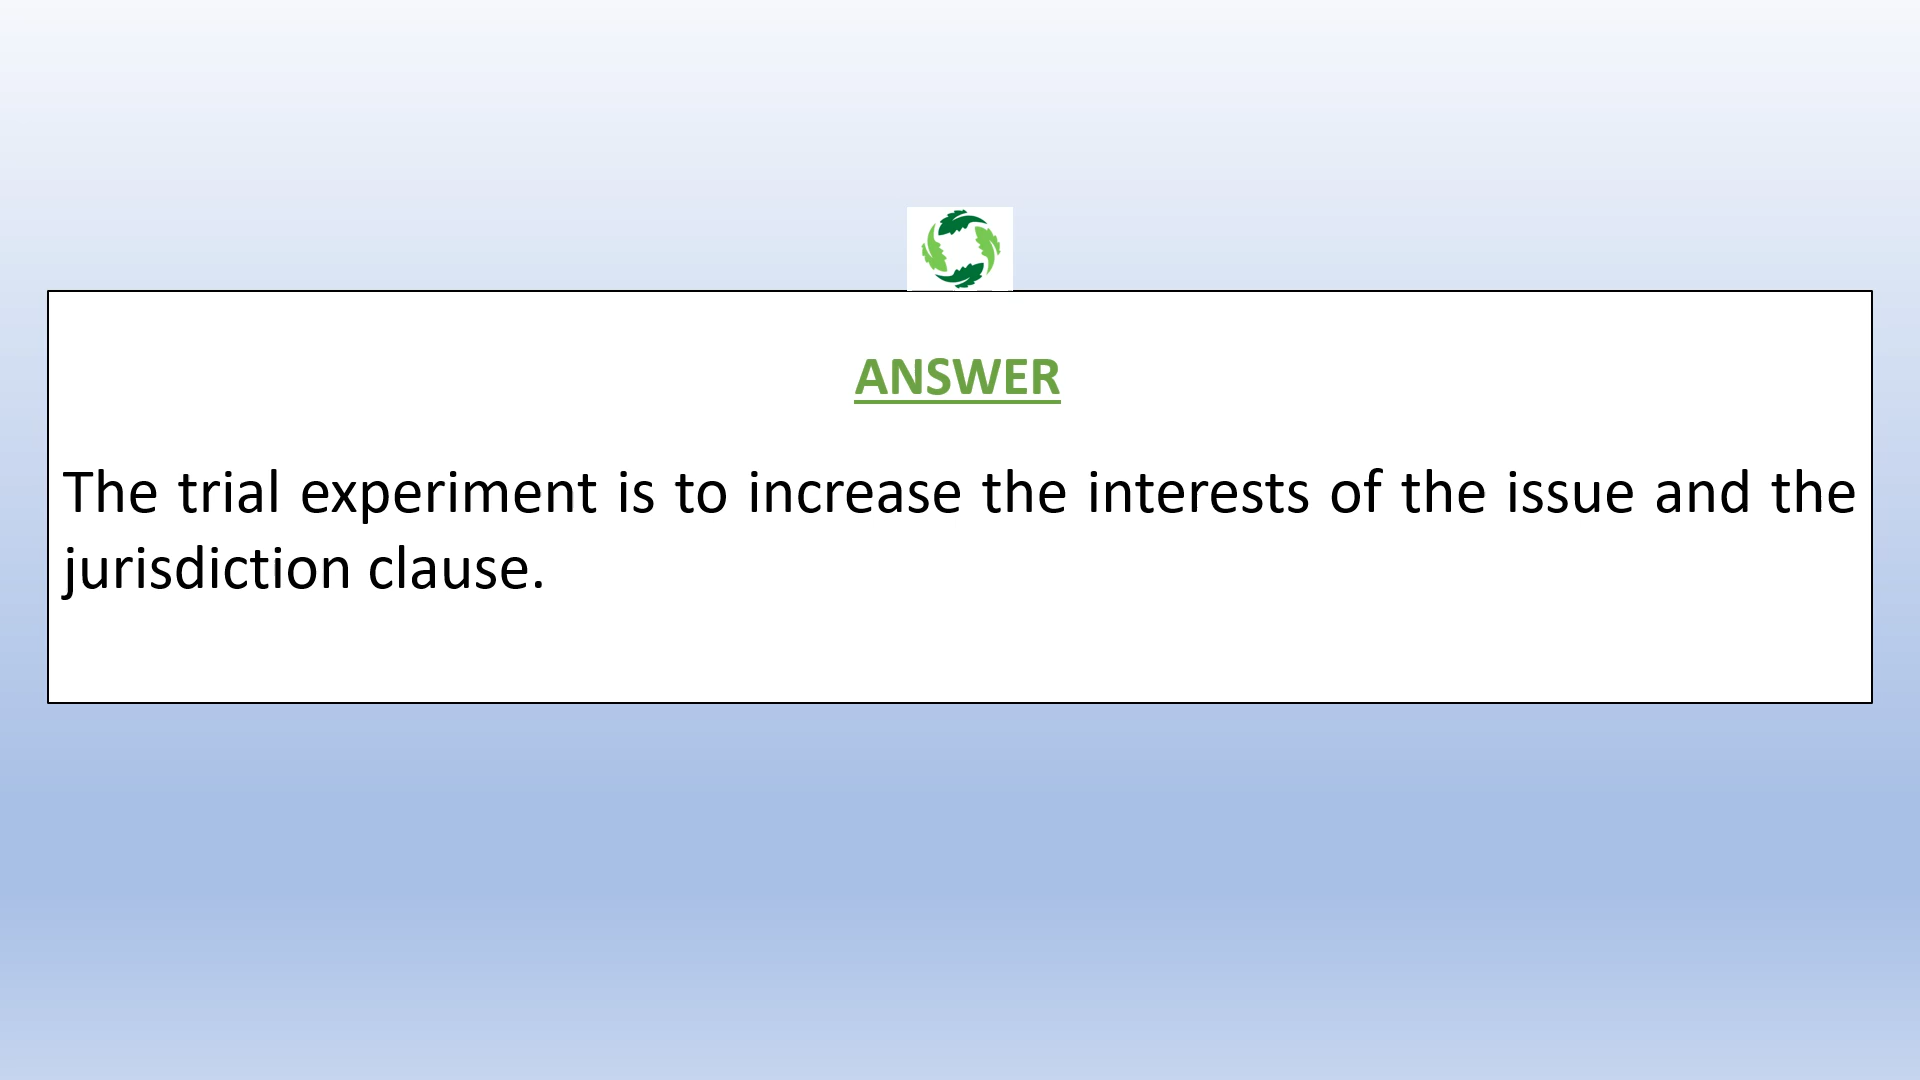 ANSWER
The trial experiment is to increase the interests of the issue and the
jurisdiction clause.